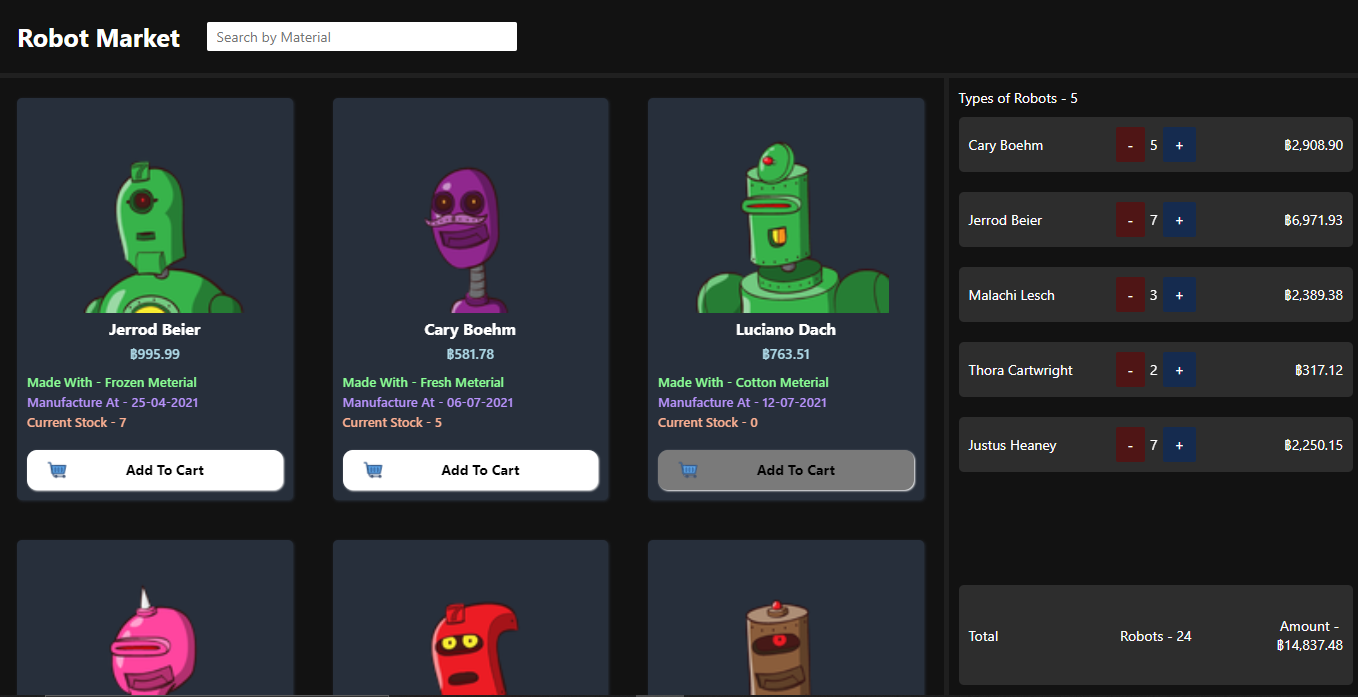 Robot Market
Search by Material
Jerrod Beier
฿995.99
Made With - Frozen Meterial
Manufacture At - 25-04-2021
Current Stock - 7
Add To Cart
Cary Boehm
฿581.78
Made With - Fresh Meterial
Manufacture At - 06-07-2021
Current Stock - 5
Add To Cart
Luciano Dach
฿763.51
Made With - Cotton Meterial
Manufacture At - 12-07-2021
Current Stock - 0
Add To Cart
Types of Robots - 5
Cary Boehm - 5 + ฿2,908.90
Jerrod Beier - 7 + ฿6,971.93
Malachi Lesch - 3 + ฿2,389.38
Thora Cartwright - 2 + ฿317.12
Justus Heaney - 7 + ฿2,250.15
Total Robots - 24 Amount -
฿14,837.48